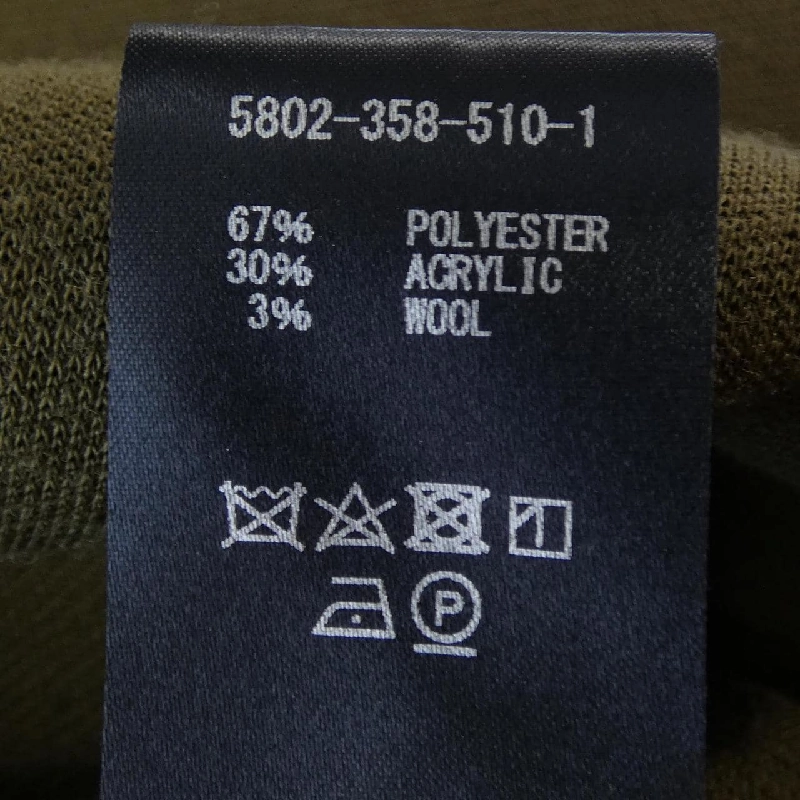 5802-358-510-1
67% POLYESTER
30% ACRYLIC
3% WOOL
P